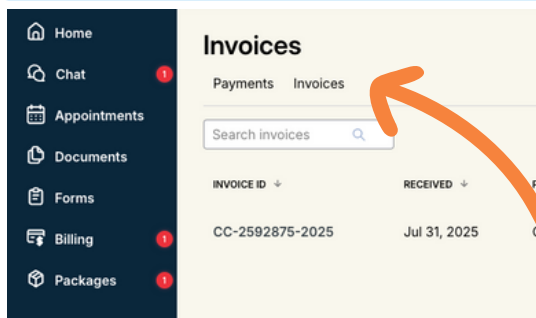 Home
Chat 1
Appointments
Documents
Forms
Billing 1
Packages 1
Invoices
Payments Invoices
Search invoices
INVOICE ID RECEIVED
CC-2592875-2025 Jul 31, 2025